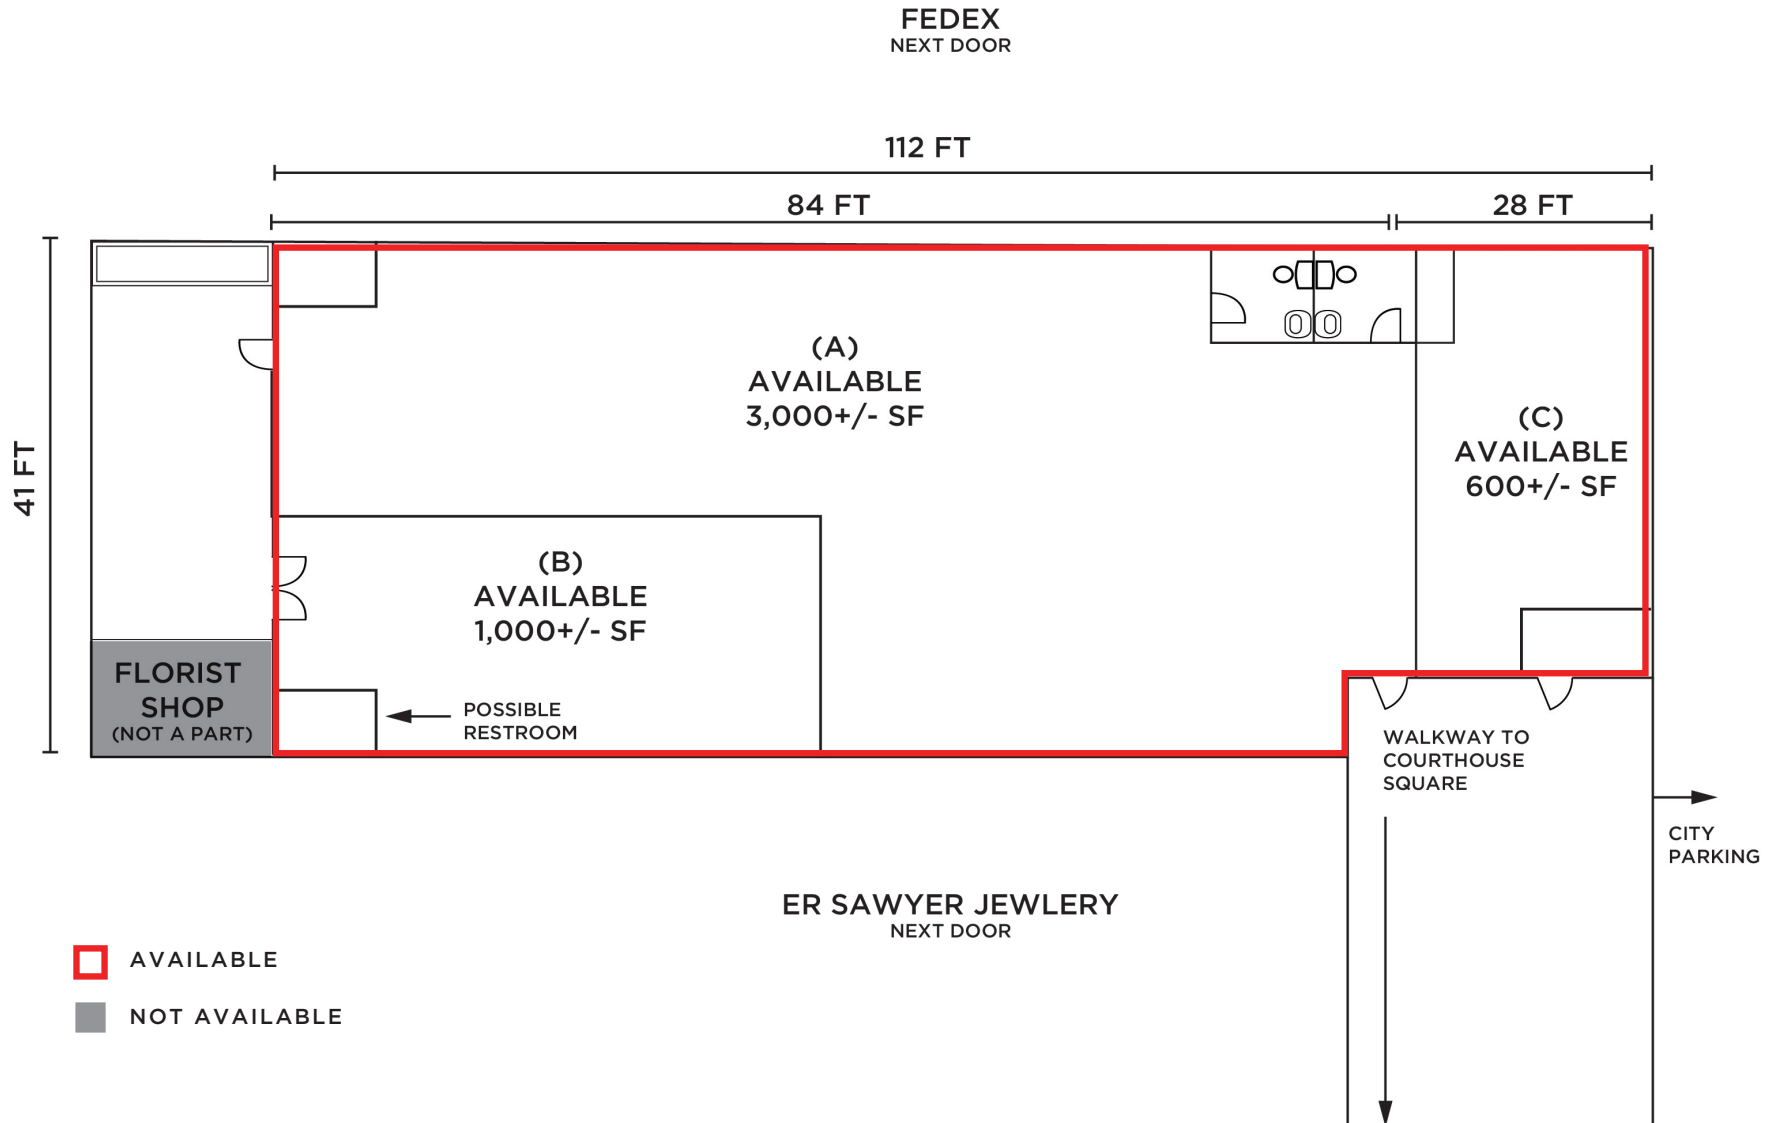 FEDEX
NEXT DOOR
112 FT
84 FT
28 FT
41 FT
(A)
AVAILABLE
3,000+/- SF
(C)
AVAILABLE
600+/- SF
(B)
AVAILABLE
1,000+/- SF
FLORIST
SHOP
(NOT A PART)
POSSIBLE
RESTROOM
WALKWAY TO
COURTHOUSE
SQUARE
CITY
PARKING
ER SAWYER JEWLERY
NEXT DOOR
AVAILABLE
NOT AVAILABLE